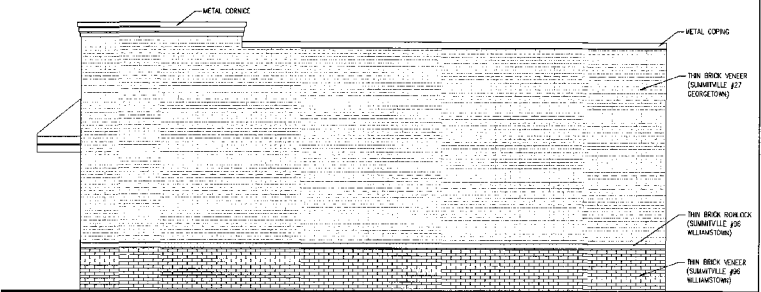 METAL CORNICE
METAL COPING
THIN BRICK VENEER
(SUMMITVILLE #27
GEORGETOWN)
THIN BRICK ROWLOCK
(SUMMITVILLE #96
WILLIAMSTOWN)
THIN BRICK VENEER
(SUMMITVILLE #96
WILLIAMSTOWN)